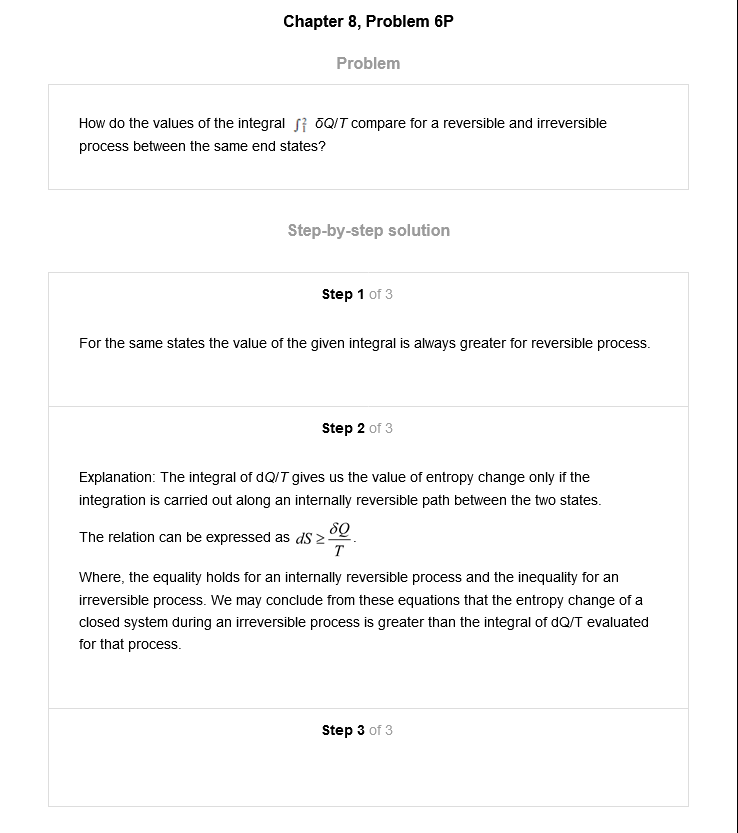 Chapter 8, Problem 6P
Problem
How do the values of the integral ∫₁² δQ/T compare for a reversible and irreversible
process between the same end states?
Step-by-step solution
Step 1 of 3
For the same states the value of the given integral is always greater for reversible process.
Step 2 of 3
Explanation: The integral of dQ/T gives us the value of entropy change only if the
integration is carried out along an internally reversible path between the two states.
The relation can be expressed as dS ≥ δQ/T.
Where, the equality holds for an internally reversible process and the inequality for an
irreversible process. We may conclude from these equations that the entropy change of a
closed system during an irreversible process is greater than the integral of dQ/T evaluated
for that process.
Step 3 of 3